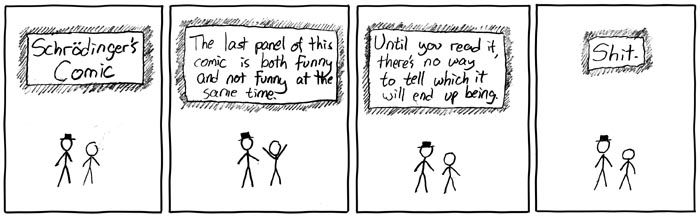 Schrödinger's
Comic
The last panel of this
comic is both funny
and not funny at the
same time.
Until you read it,
there's no way
to tell which it
will end up being.
Shit.